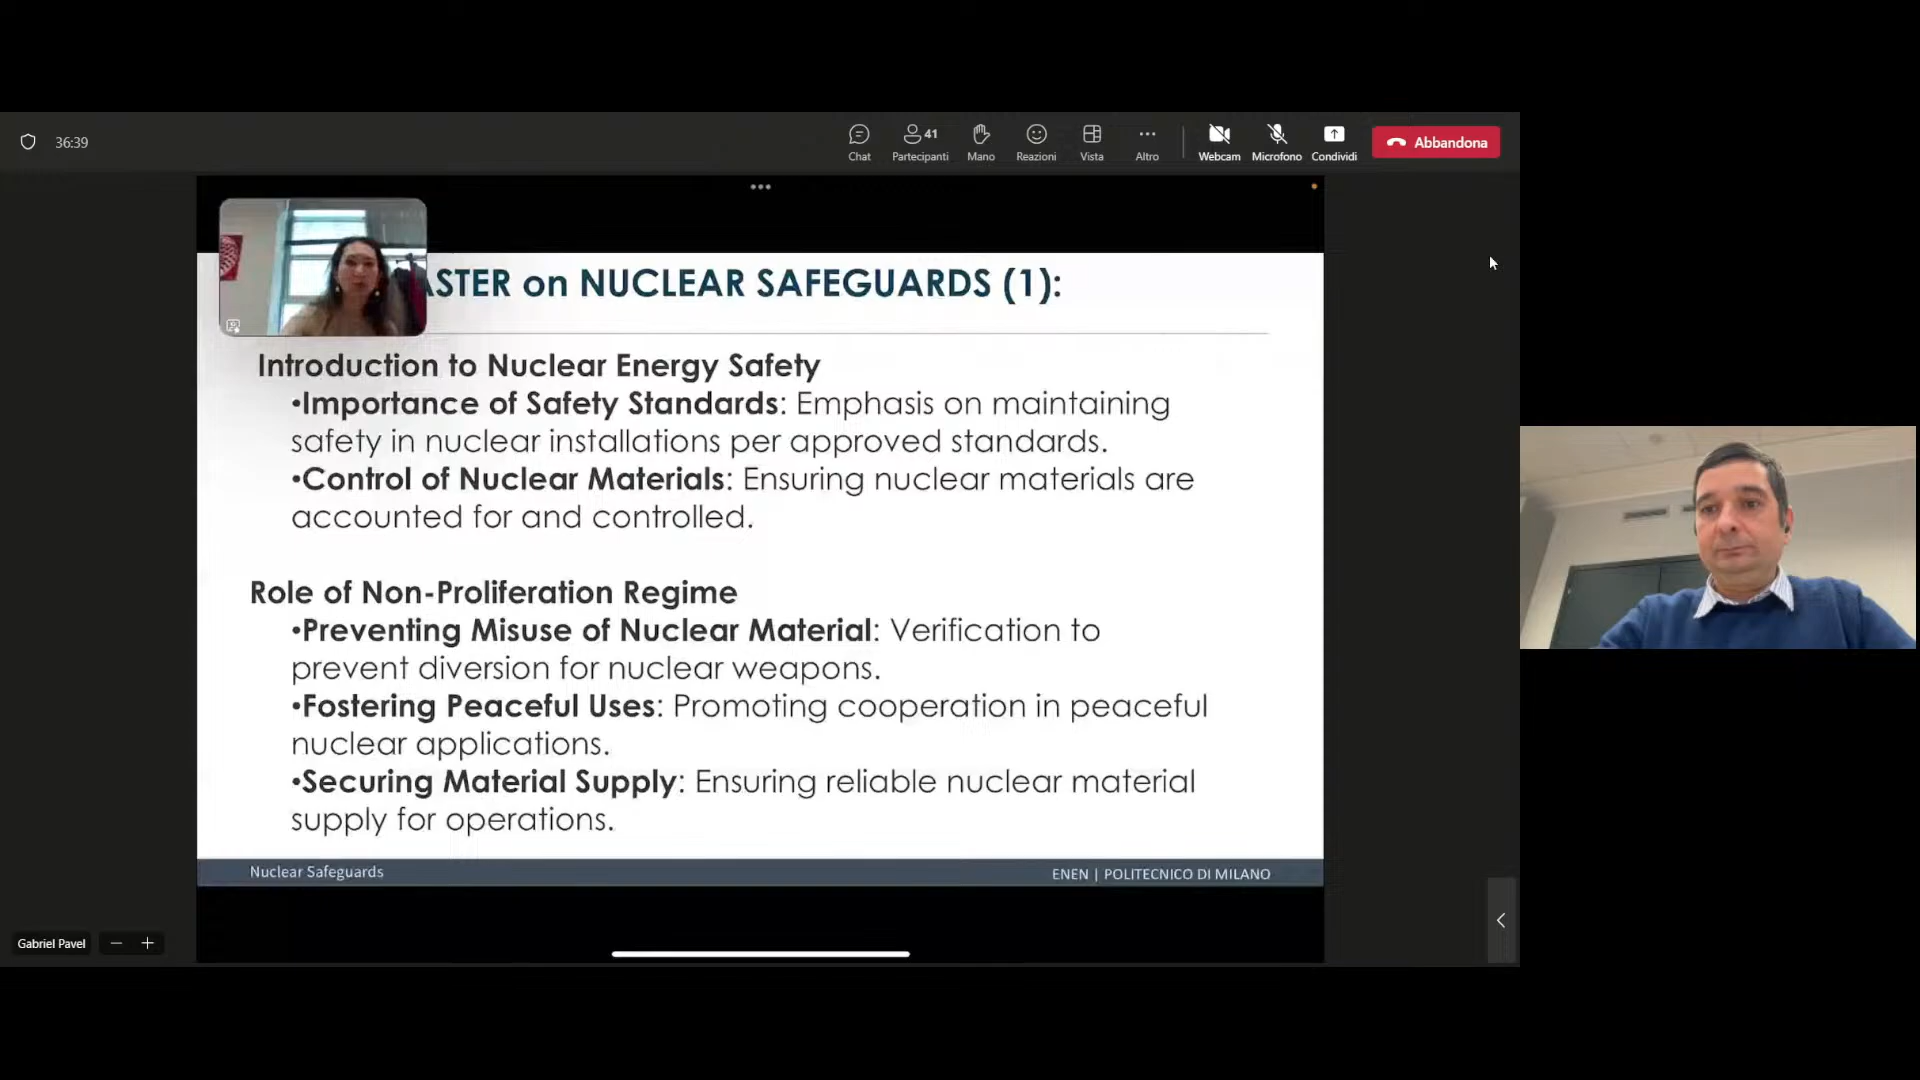 36:39
41
Chat
Partecipanti
Mano
Reazioni
Vista
Altro
Webcam
Microfono
Condividi
Abbandona
ASTER on NUCLEAR SAFEGUARDS (1):
Introduction to Nuclear Energy Safety
•Importance of Safety Standards: Emphasis on maintaining
safety in nuclear installations per approved standards.
•Control of Nuclear Materials: Ensuring nuclear materials are
accounted for and controlled.
Role of Non-Proliferation Regime
•Preventing Misuse of Nuclear Material: Verification to
prevent diversion for nuclear weapons.
•Fostering Peaceful Uses: Promoting cooperation in peaceful
nuclear applications.
•Securing Material Supply: Ensuring reliable nuclear material
supply for operations.
Nuclear Safeguards
ENEN | POLITECNICO DI MILANO
Gabriel Pavel